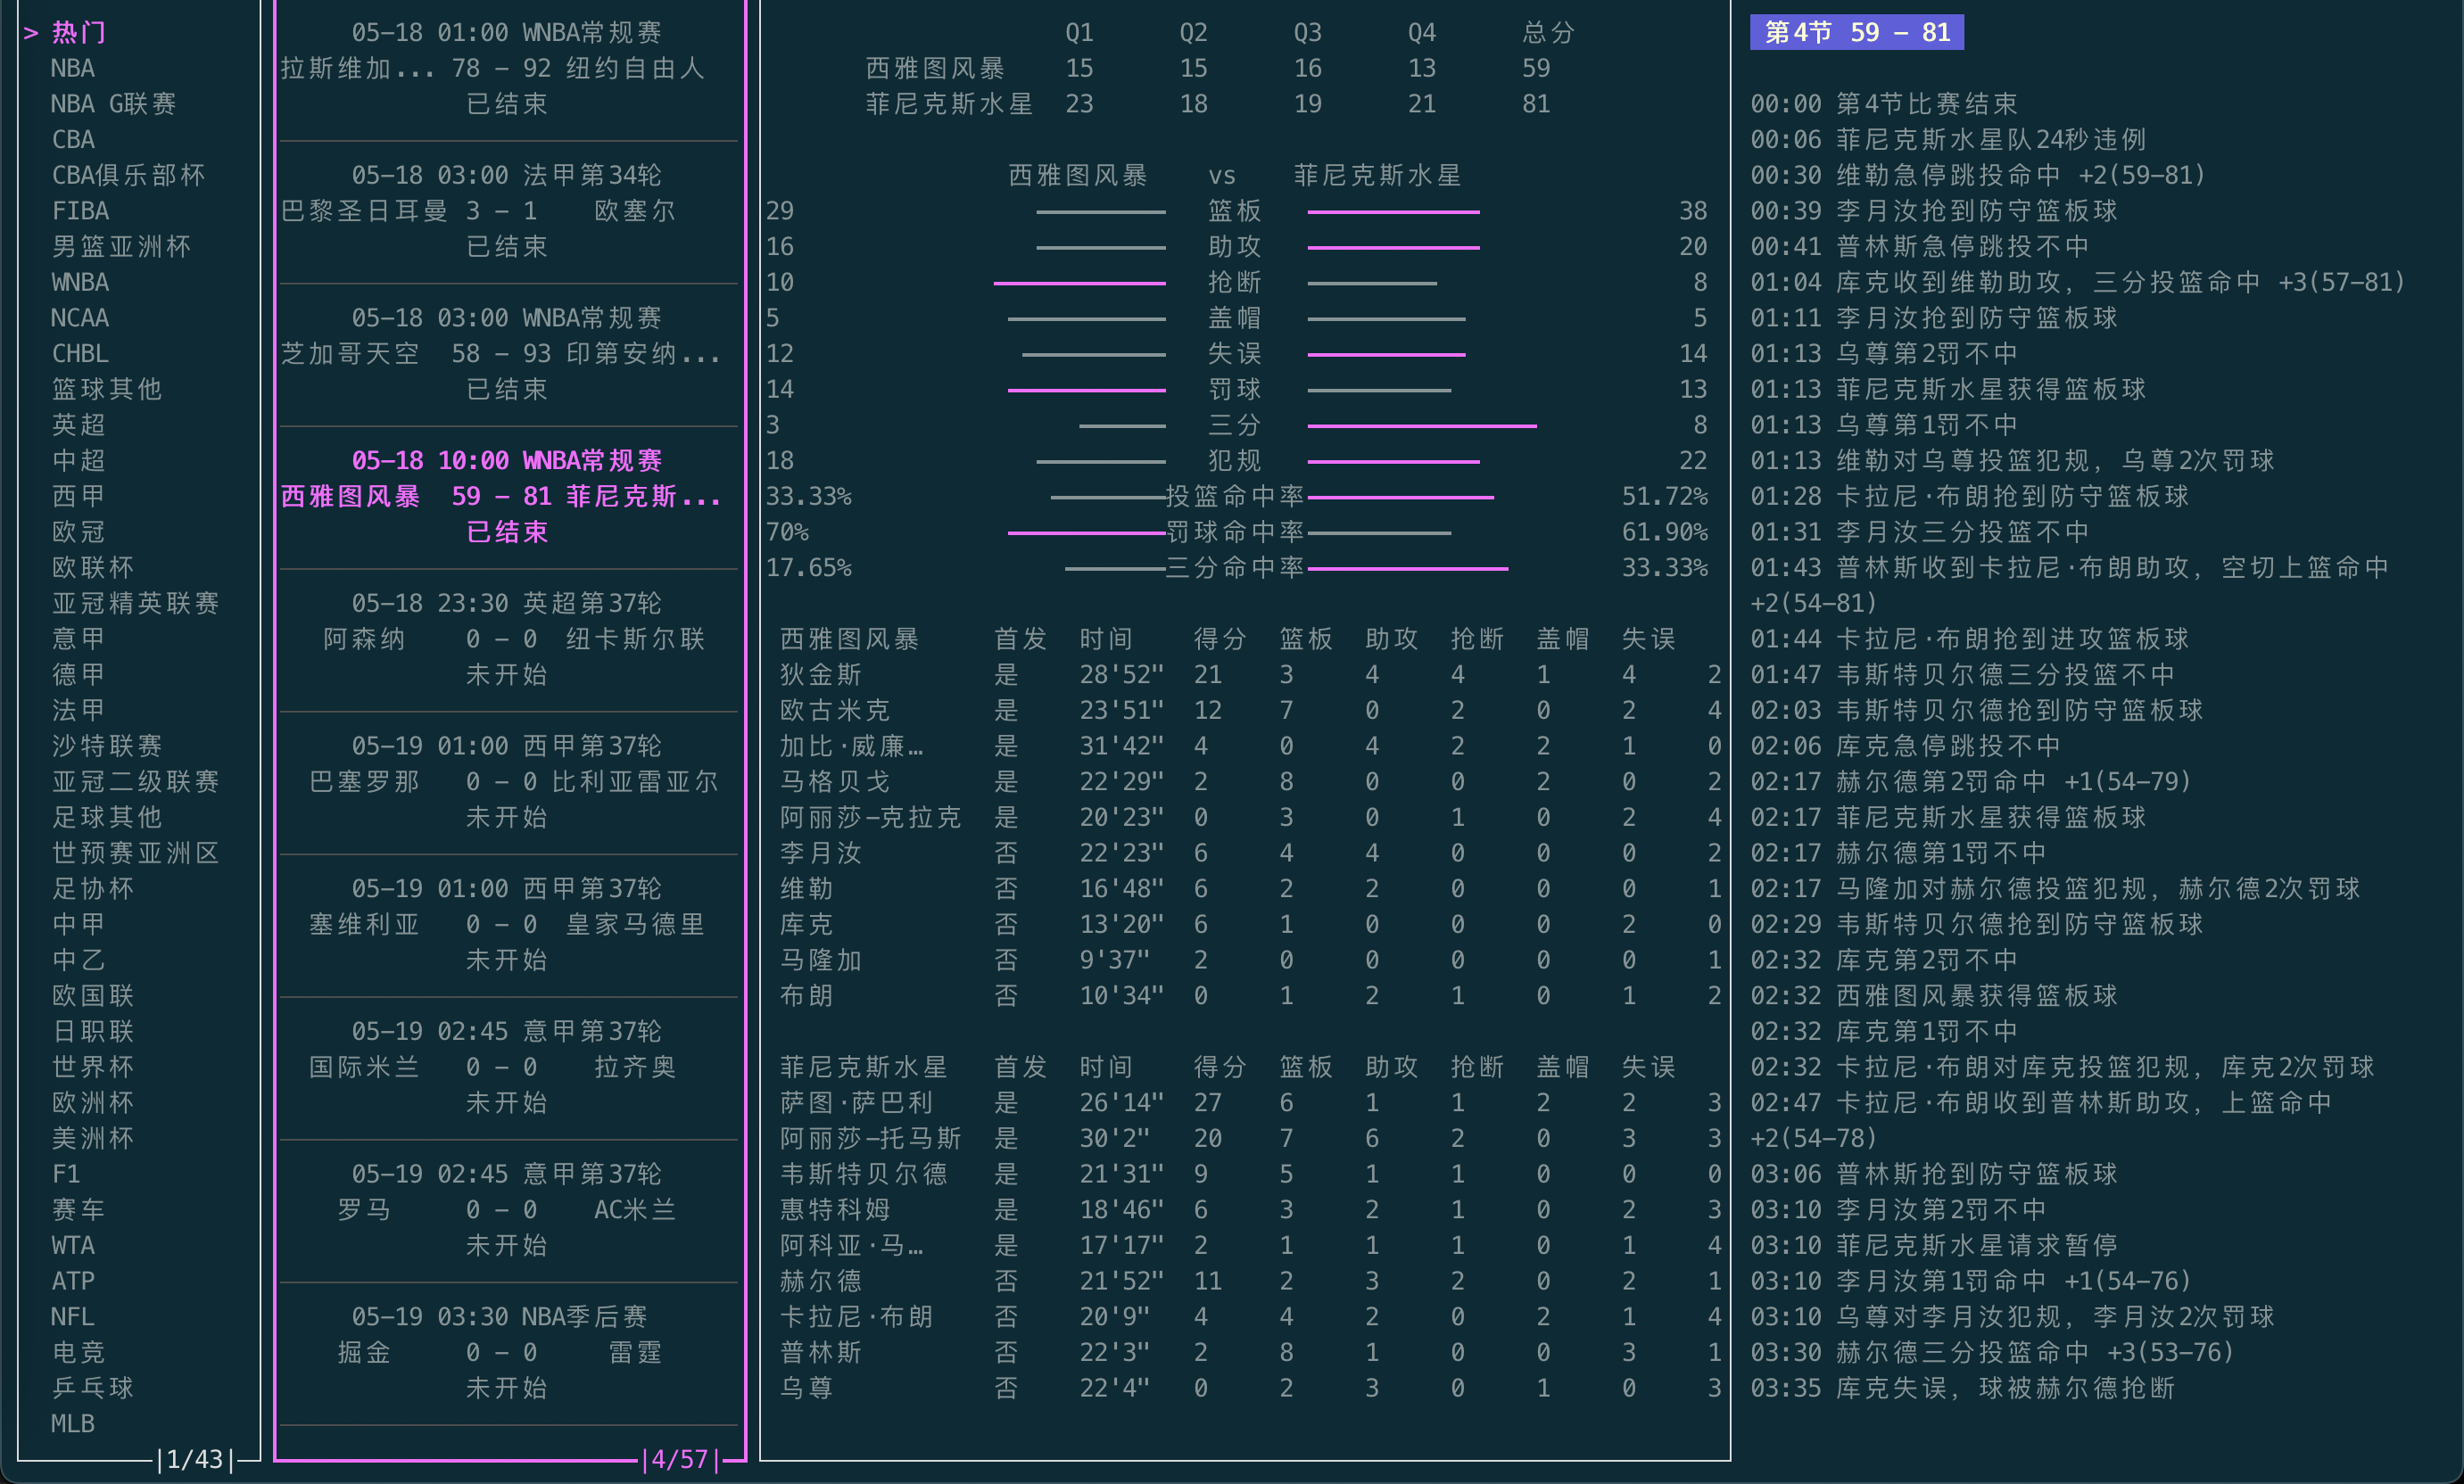 > 热门
NBA
NBA G联赛
CBA
CBA俱乐部杯
FIBA
男篮亚洲杯
WNBA
NCAA
CHBL
篮球其他
英超
中超
西甲
欧冠
欧联杯
亚冠精英联赛
意甲
德甲
法甲
沙特联赛
亚冠二级联赛
足球其他
世预赛亚洲区
足协杯
中甲
中乙
欧国联
日职联
世界杯
欧洲杯
美洲杯
F1
赛车
WTA
ATP
NFL
电竞
乒乓球
MLB
|1/43|
05-18 01:00 WNBA常规赛
拉斯维加... 78 - 92 纽约自由人
已结束
05-18 03:00 法甲第34轮
巴黎圣日耳曼 3 - 1 欧塞尔
已结束
05-18 03:00 WNBA常规赛
芝加哥天空 58 - 93 印第安纳...
已结束
05-18 10:00 WNBA常规赛
西雅图风暴 59 - 81 菲尼克斯...
已结束
05-18 23:30 英超第37轮
阿森纳 0 - 0 纽卡斯尔联
未开始
05-19 01:00 西甲第37轮
巴塞罗那 0 - 0 比利亚雷亚尔
未开始
05-19 01:00 西甲第37轮
塞维利亚 0 - 0 皇家马德里
未开始
05-19 02:45 意甲第37轮
国际米兰 0 - 0 拉齐奥
未开始
05-19 02:45 意甲第37轮
罗马 0 - 0 AC米兰
未开始
05-19 03:30 NBA季后赛
掘金 0 - 0 雷霆
未开始
|4/57|
Q1 Q2 Q3 Q4 总分
西雅图风暴 15 15 16 13 59
菲尼克斯水星 23 18 19 21 81
西雅图风暴 vs 菲尼克斯水星
29 篮板 38
16 助攻 20
10 抢断 8
5 盖帽 5
12 失误 14
14 罚球 13
3 三分 8
18 犯规 22
33.33% 投篮命中率 51.72%
70% 罚球命中率 61.90%
17.65% 三分命中率 33.33%
西雅图风暴 首发 时间 得分 篮板 助攻 抢断 盖帽 失误
狄金斯 是 28'52" 21 3 4 4 1 4 2
欧古米克 是 23'51" 12 7 0 2 0 2 4
加比·威廉… 是 31'42" 4 0 4 2 2 1 0
马格贝戈 是 22'29" 2 8 0 0 2 0 2
阿丽莎-克拉克 是 20'23" 0 3 0 1 0 2 4
李月汝 否 22'23" 6 4 4 0 0 0 2
维勒 否 16'48" 6 2 2 0 0 0 1
库克 否 13'20" 6 1 0 0 0 2 0
马隆加 否 9'37" 2 0 0 0 0 0 1
布朗 否 10'34" 0 1 2 1 0 1 2
菲尼克斯水星 首发 时间 得分 篮板 助攻 抢断 盖帽 失误
萨图·萨巴利 是 26'14" 27 6 1 1 2 2 3
阿丽莎-托马斯 是 30'2" 20 7 6 2 0 3 3
韦斯特贝尔德 是 21'31" 9 5 1 1 0 0 0
惠特科姆 是 18'46" 6 3 2 1 0 2 3
阿科亚·马… 是 17'17" 2 1 1 1 0 1 4
赫尔德 否 21'52" 11 2 3 2 0 2 1
卡拉尼·布朗 否 20'9" 4 4 2 0 2 1 4
普林斯 否 22'3" 2 8 1 0 0 3 1
乌尊 否 22'4" 0 2 3 0 1 0 3
第4节 59 - 81
00:00 第4节比赛结束
00:06 菲尼克斯水星队24秒违例
00:30 维勒急停跳投命中 +2(59-81)
00:39 李月汝抢到防守篮板球
00:41 普林斯急停跳投不中
01:04 库克收到维勒助攻, 三分投篮命中 +3(57-81)
01:11 李月汝抢到防守篮板球
01:13 乌尊第2罚不中
01:13 菲尼克斯水星获得篮板球
01:13 乌尊第1罚不中
01:13 维勒对乌尊投篮犯规, 乌尊2次罚球
01:28 卡拉尼·布朗抢到防守篮板球
01:31 李月汝三分投篮不中
01:43 普林斯收到卡拉尼·布朗助攻, 空切上篮命中
+2(54-81)
01:44 卡拉尼·布朗抢到进攻篮板球
01:47 韦斯特贝尔德三分投篮不中
02:03 韦斯特贝尔德抢到防守篮板球
02:06 库克急停跳投不中
02:17 赫尔德第2罚命中 +1(54-79)
02:17 菲尼克斯水星获得篮板球
02:17 赫尔德第1罚不中
02:17 马隆加对赫尔德投篮犯规, 赫尔德2次罚球
02:29 韦斯特贝尔德抢到防守篮板球
02:32 库克第2罚不中
02:32 西雅图风暴获得篮板球
02:32 库克第1罚不中
02:32 卡拉尼·布朗对库克投篮犯规, 库克2次罚球
02:47 卡拉尼·布朗收到普林斯助攻, 上篮命中
+2(54-78)
03:06 普林斯抢到防守篮板球
03:10 李月汝第2罚不中
03:10 菲尼克斯水星请求暂停
03:10 李月汝第1罚命中 +1(54-76)
03:10 乌尊对李月汝犯规, 李月汝2次罚球
03:30 赫尔德三分投篮命中 +3(53-76)
03:35 库克失误, 球被赫尔德抢断